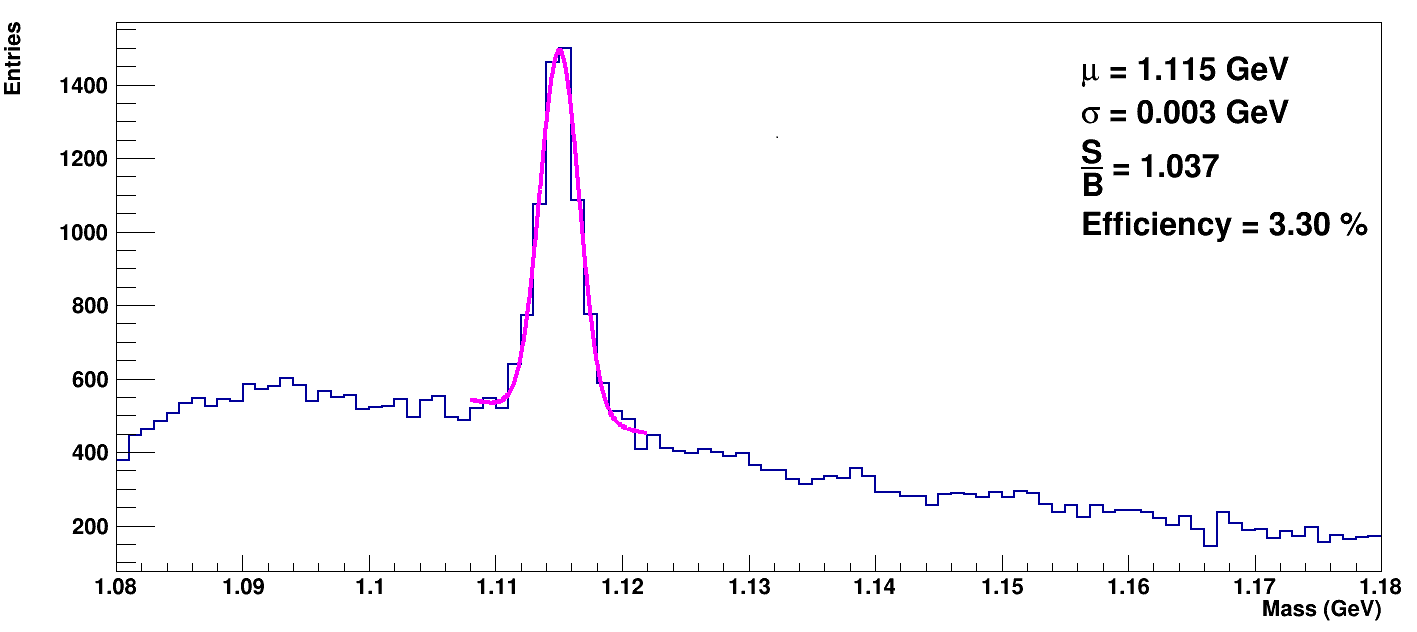 Entries
1400
1200
1000
800
600
400
200
μ = 1.115 GeV
σ = 0.003 GeV
S
B = 1.037
Efficiency = 3.30 %
1.08 1.09 1.1 1.11 1.12 1.13 1.14 1.15 1.16 1.17 1.18
Mass (GeV)